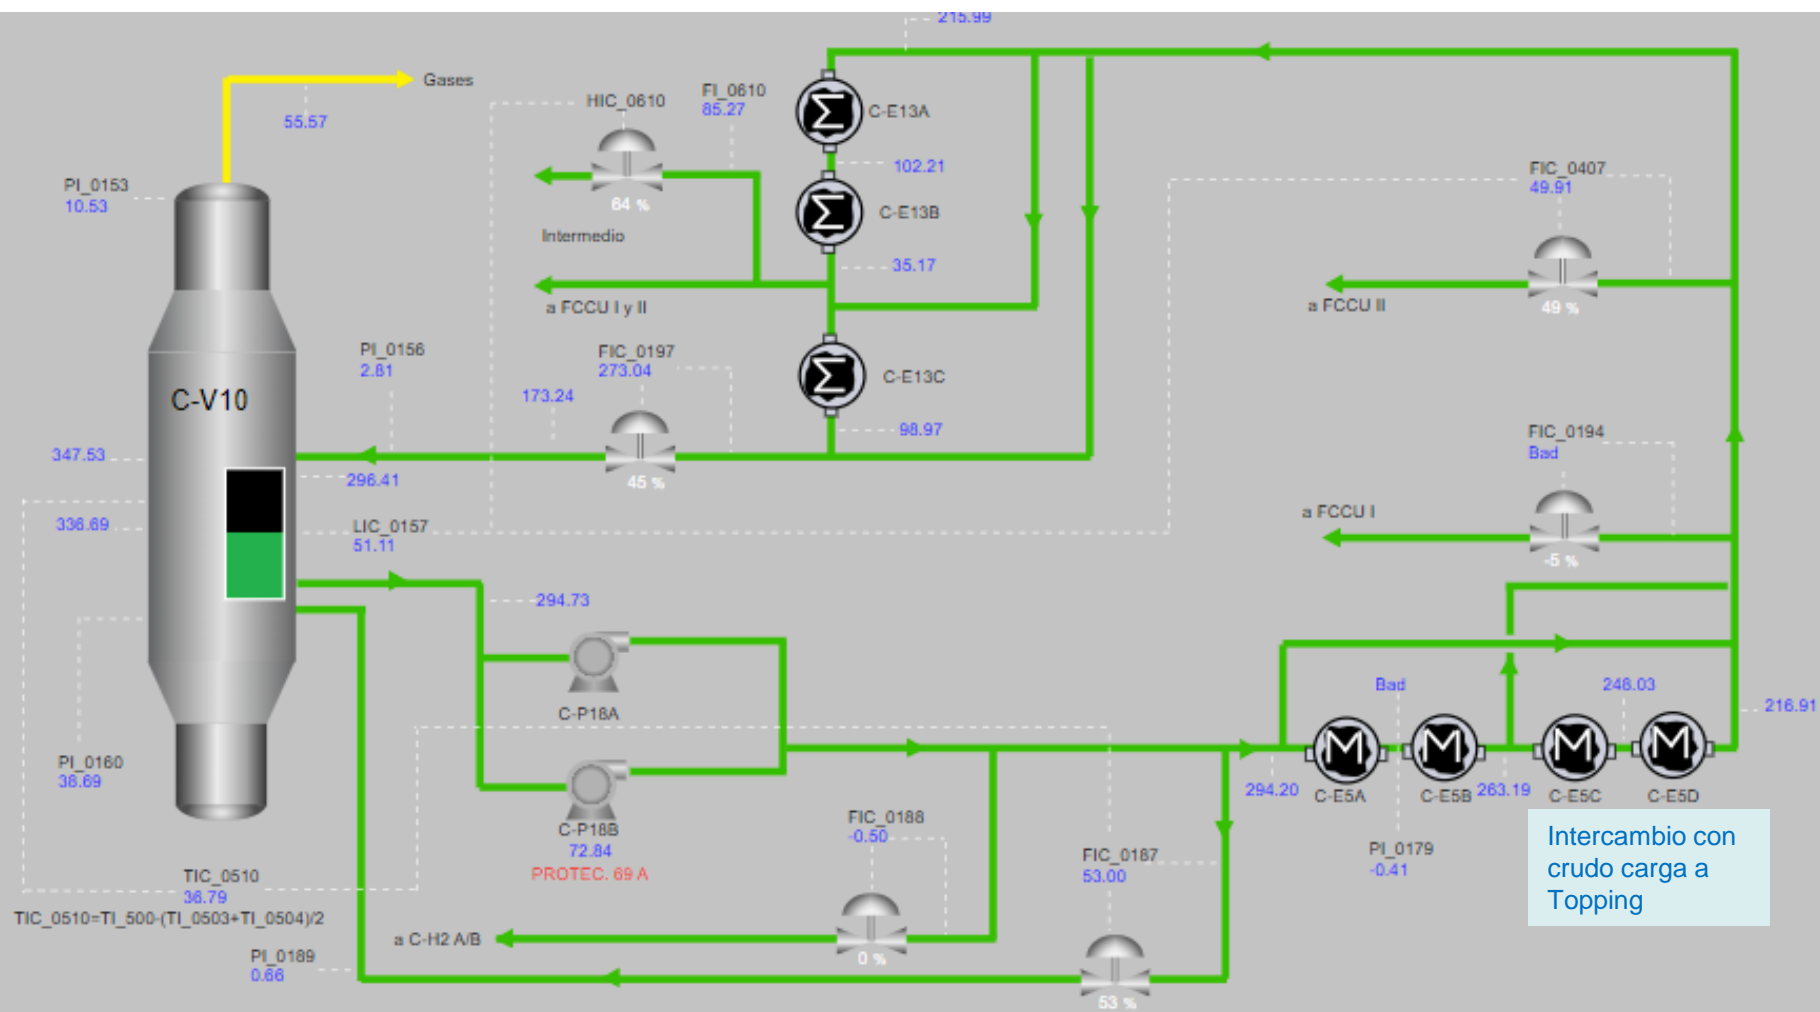 215.99
Gases
55.57
HIC_0610
FI_0610
85.27
C-E13A
102.21
FIC_0407
49.91
PI_0153
10.53
64 %
C-E13B
Intermedio
35.17
a FCCU I y II
a FCCU II
49 %
PI_0156
2.81
FIC_0197
273.04
C-E13C
173.24
C-V10
98.97
FIC_0194
Bad
347.53
296.41
45 %
a FCCU I
336.69
LIC_0157
51.11
-5 %
294.73
C-P18A
Bad
248.03
216.91
PI_0160
38.69
294.20
C-E5A
C-E5B
263.19
C-E5C
C-E5D
C-P18B
72.84
PROTEC. 69 A
FIC_0188
-0.50
FIC_0187
53.00
PI_0179
-0.41
Intercambio con
crudo carga a
Topping
TIC_0510
36.79
TIC_0510=TI_500-(TI_0503+TI_0504)/2
a C-H2 A/B
0 %
PI_0189
0.66
53 %